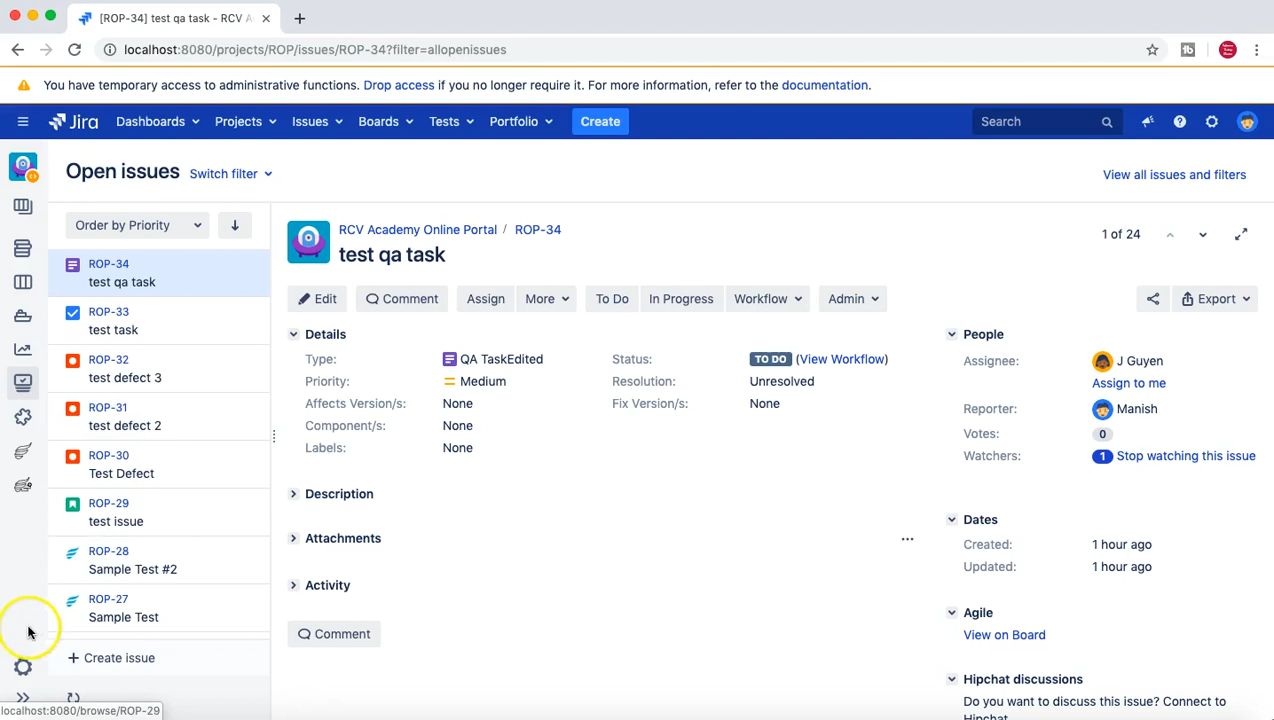 [ROP-34] test qa task - RCV A
localhost:8080/projects/ROP/issues/ROP-34?filter=allopenissues
You have temporary access to administrative functions. Drop access if you no longer require it. For more information, refer to the documentation.
Jira Dashboards Projects Issues Boards Tests Portfolio Create Search
Open issues Switch filter View all issues and filters
Order by Priority
ROP-34
test qa task
ROP-33
test task
ROP-32
test defect 3
ROP-31
test defect 2
ROP-30
Test Defect
ROP-29
test issue
ROP-28
Sample Test #2
ROP-27
Sample Test
+ Create issue
localhost:8080/browse/ROP-29
RCV Academy Online Portal / ROP-34
test qa task
1 of 24
Edit Comment Assign More To Do In Progress Workflow Admin Export
Details
Type: QA TaskEdited Status: TO DO (View Workflow)
Priority: Medium Resolution: Unresolved
Affects Version/s: None Fix Version/s: None
Component/s: None
Labels: None
Description
Attachments
Activity
Comment
People
Assignee: J Guyen
Assign to me
Reporter: Manish
Votes: 0
Watchers: 1 Stop watching this issue
Dates
Created: 1 hour ago
Updated: 1 hour ago
Agile
View on Board
Hipchat discussions
Do you want to discuss this issue? Connect to
Hipchat.